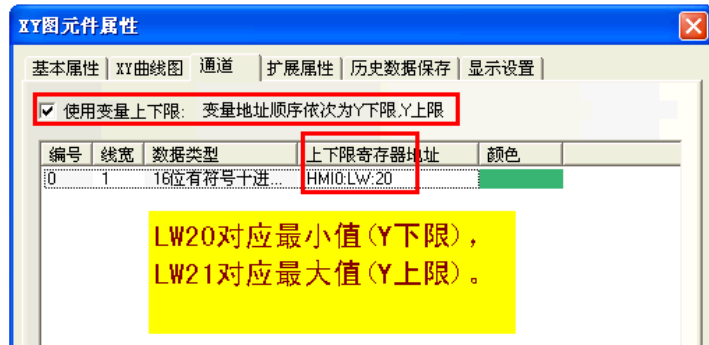 XY图元件属性
基本属性 XY曲线图 通道 扩展属性 历史数据保存 显示设置
使用变量上下限: 变量地址顺序依次为Y下限,Y上限
编号 线宽 数据类型 上下限寄存器地址 颜色
0 1 16位有符号十进... HMI0:LW:20
LW20对应最小值(Y下限),
LW21对应最大值(Y上限)。